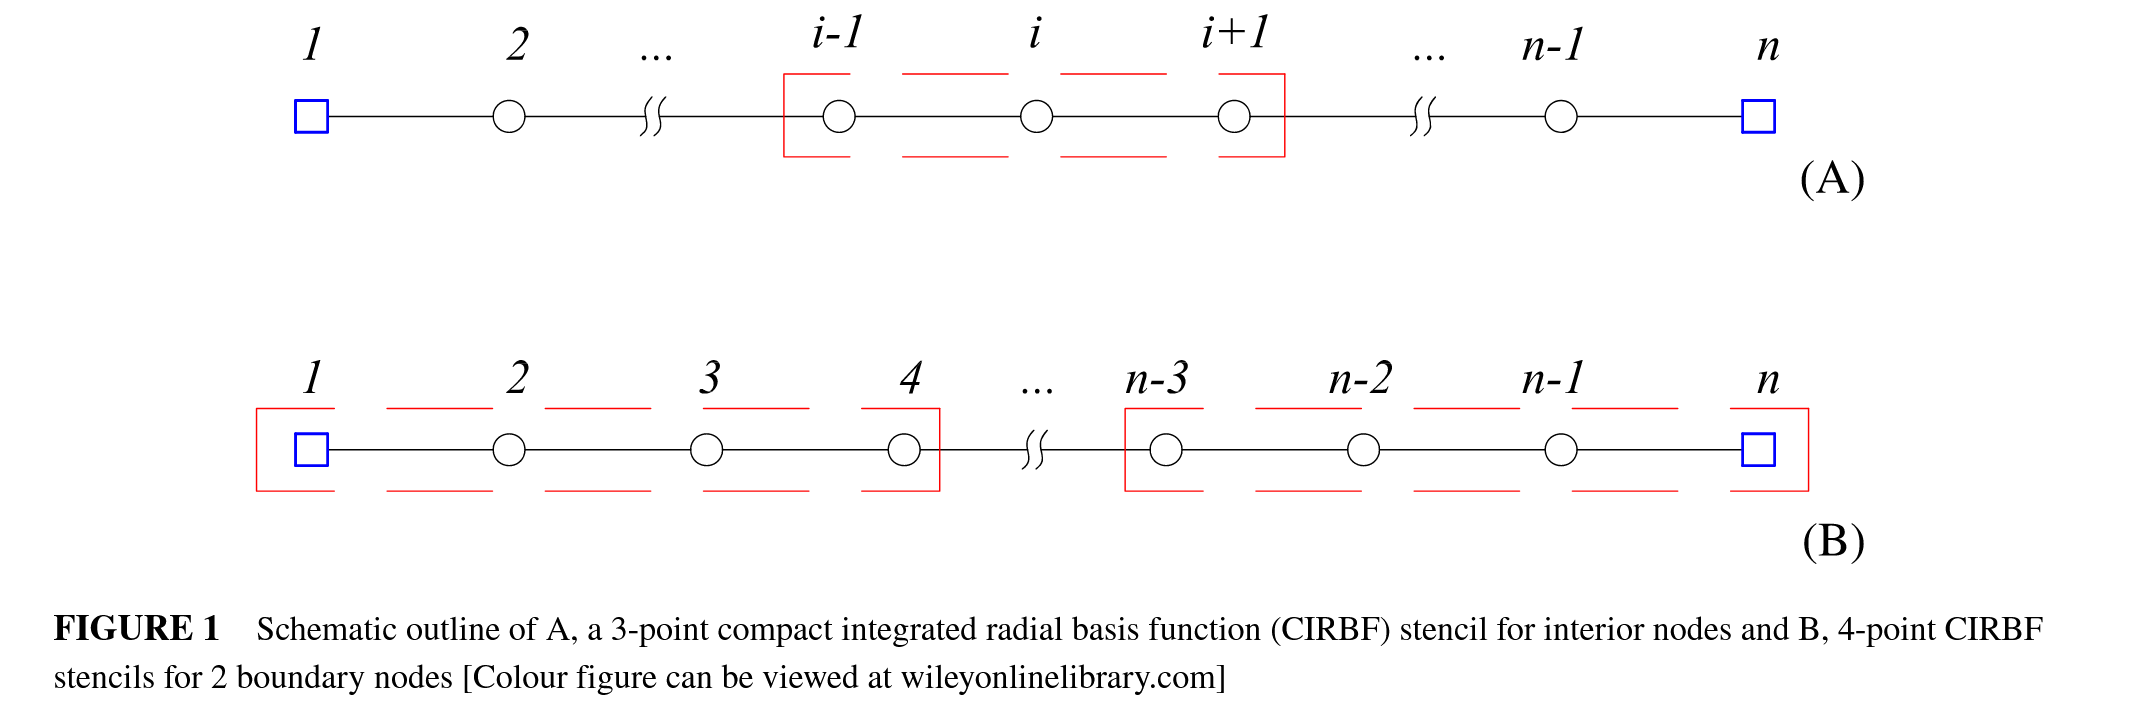 1 2 ... i-1 i i+1 ... n-1 n
(A)
1 2 3 4 ... n-3 n-2 n-1 n
(B)
FIGURE 1 Schematic outline of A, a 3-point compact integrated radial basis function (CIRBF) stencil for interior nodes and B, 4-point CIRBF
stencils for 2 boundary nodes [Colour figure can be viewed at wileyonlinelibrary.com]